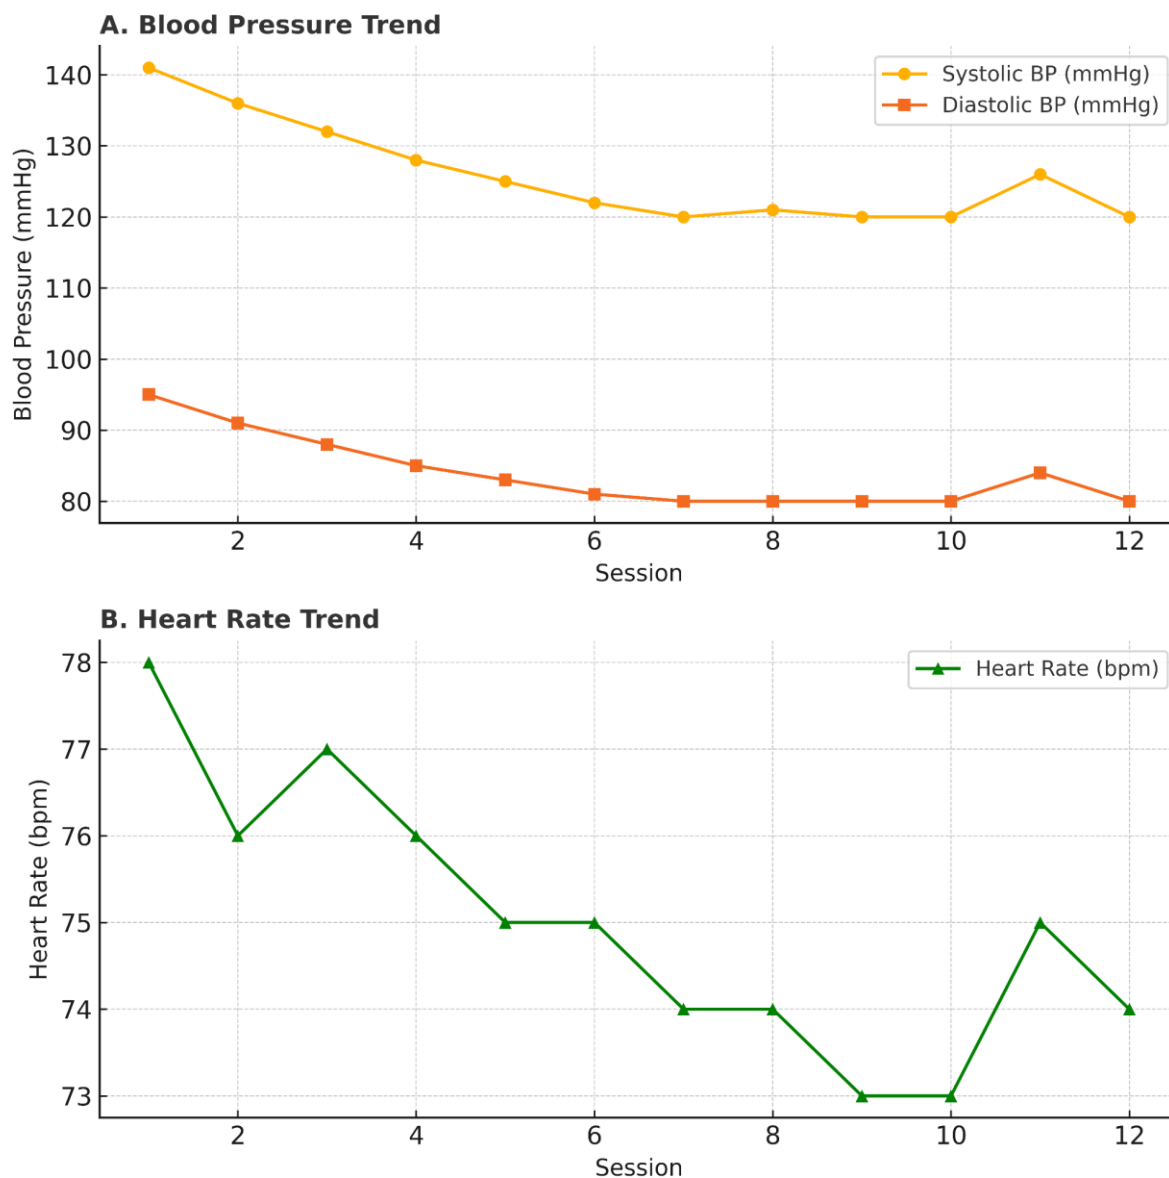 A. Blood Pressure Trend
Systolic BP (mmHg)
Diastolic BP (mmHg)
Blood Pressure (mmHg)
140
130
120
110
100
90
80
2 4 6 8 10 12
Session
B. Heart Rate Trend
Heart Rate (bpm)
Heart Rate (bpm)
78
77
76
75
74
73
2 4 6 8 10 12
Session